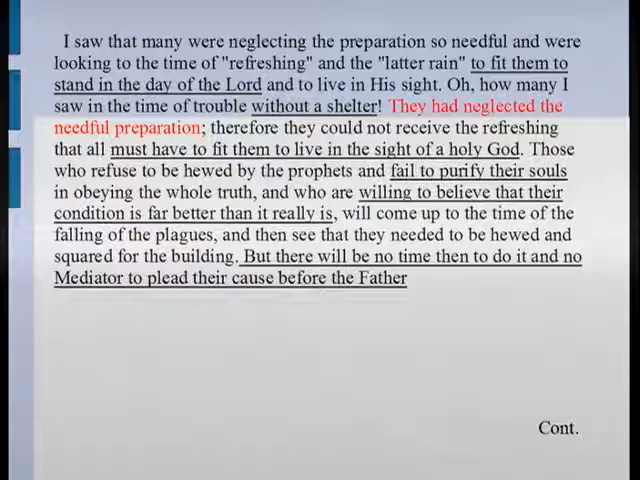 I saw that many were neglecting the preparation so needful and were
looking to the time of "refreshing" and the "latter rain" to fit them to
stand in the day of the Lord and to live in His sight. Oh, how many I
saw in the time of trouble without a shelter! They had neglected the
needful preparation; therefore they could not receive the refreshing
that all must have to fit them to live in the sight of a holy God. Those
who refuse to be hewed by the prophets and fail to purify their souls
in obeying the whole truth, and who are willing to believe that their
condition is far better than it really is, will come up to the time of the
falling of the plagues, and then see that they needed to be hewed and
squared for the building. But there will be no time then to do it and no
Mediator to plead their cause before the Father
Cont.